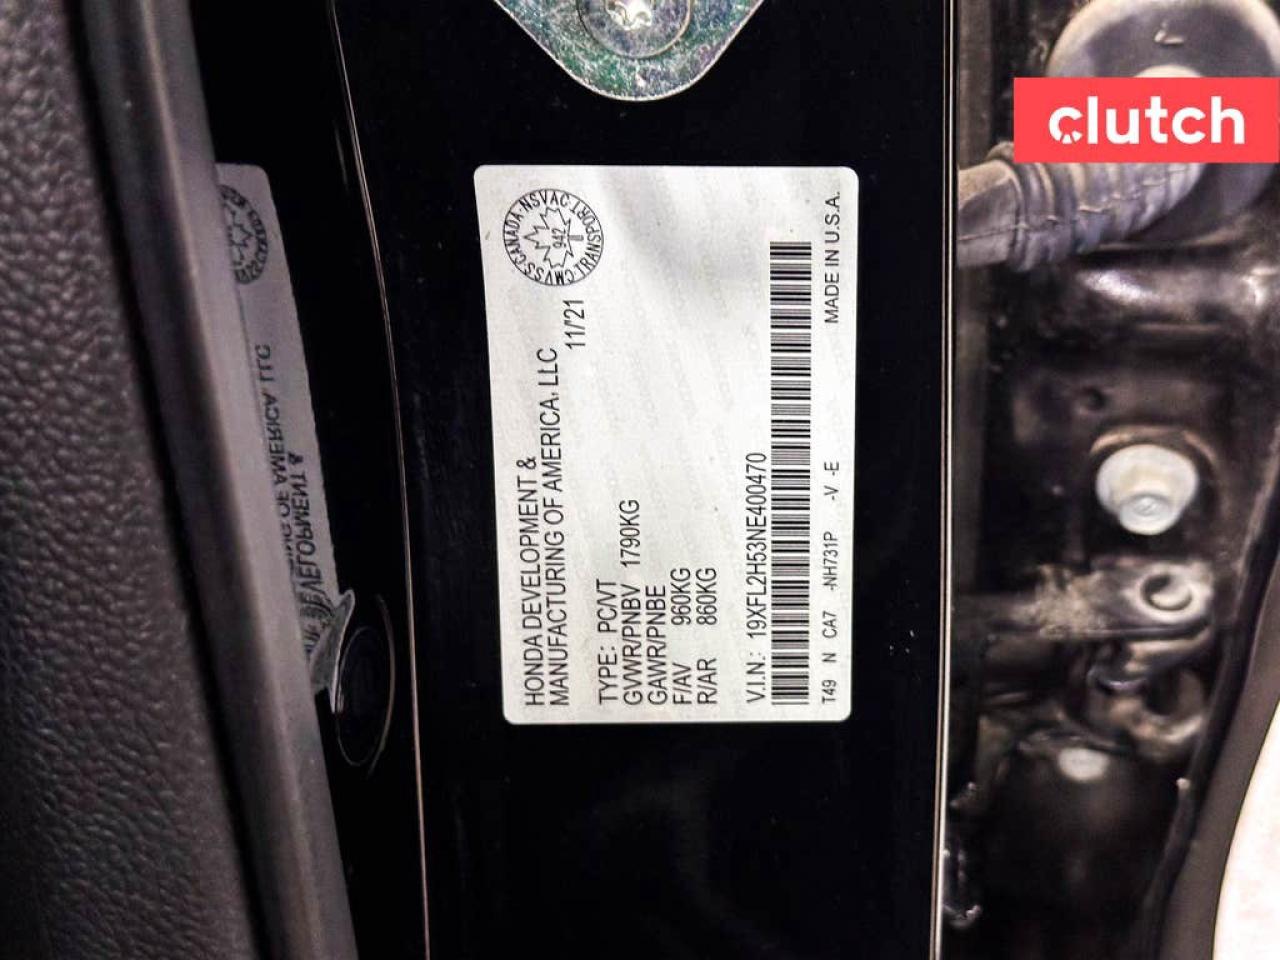 clutch
CMVSS·CANADA·NSVAC·TRANSPORT
942
HONDA DEVELOPMENT &
MANUFACTURING OF AMERICA, LLC
11/'21
TYPE: PC/VT
GVWR/PNBV 1790KG
GAWR/PNBE
F/AV 960KG
R/AR 860KG
V.I.N.: 19XFL2H53NE400470
T49 N CA7 -NH731P -V -E MADE IN U.S.A.